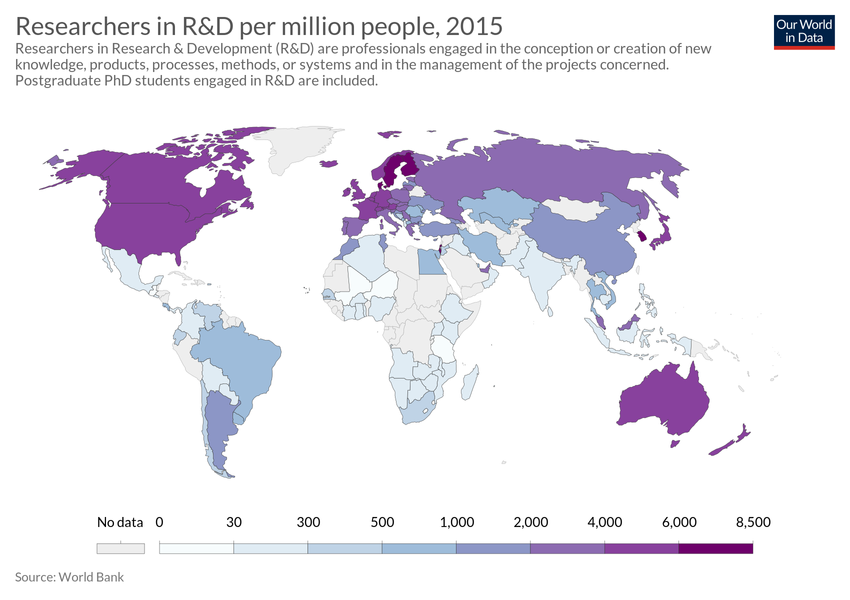 Researchers in R&D per million people, 2015
Our World
in Data
Researchers in Research & Development (R&D) are professionals engaged in the conception or creation of new
knowledge, products, processes, methods, or systems and in the management of the projects concerned.
Postgraduate PhD students engaged in R&D are included.
No data 0 30 300 500 1,000 2,000 4,000 6,000 8,500
Source: World Bank